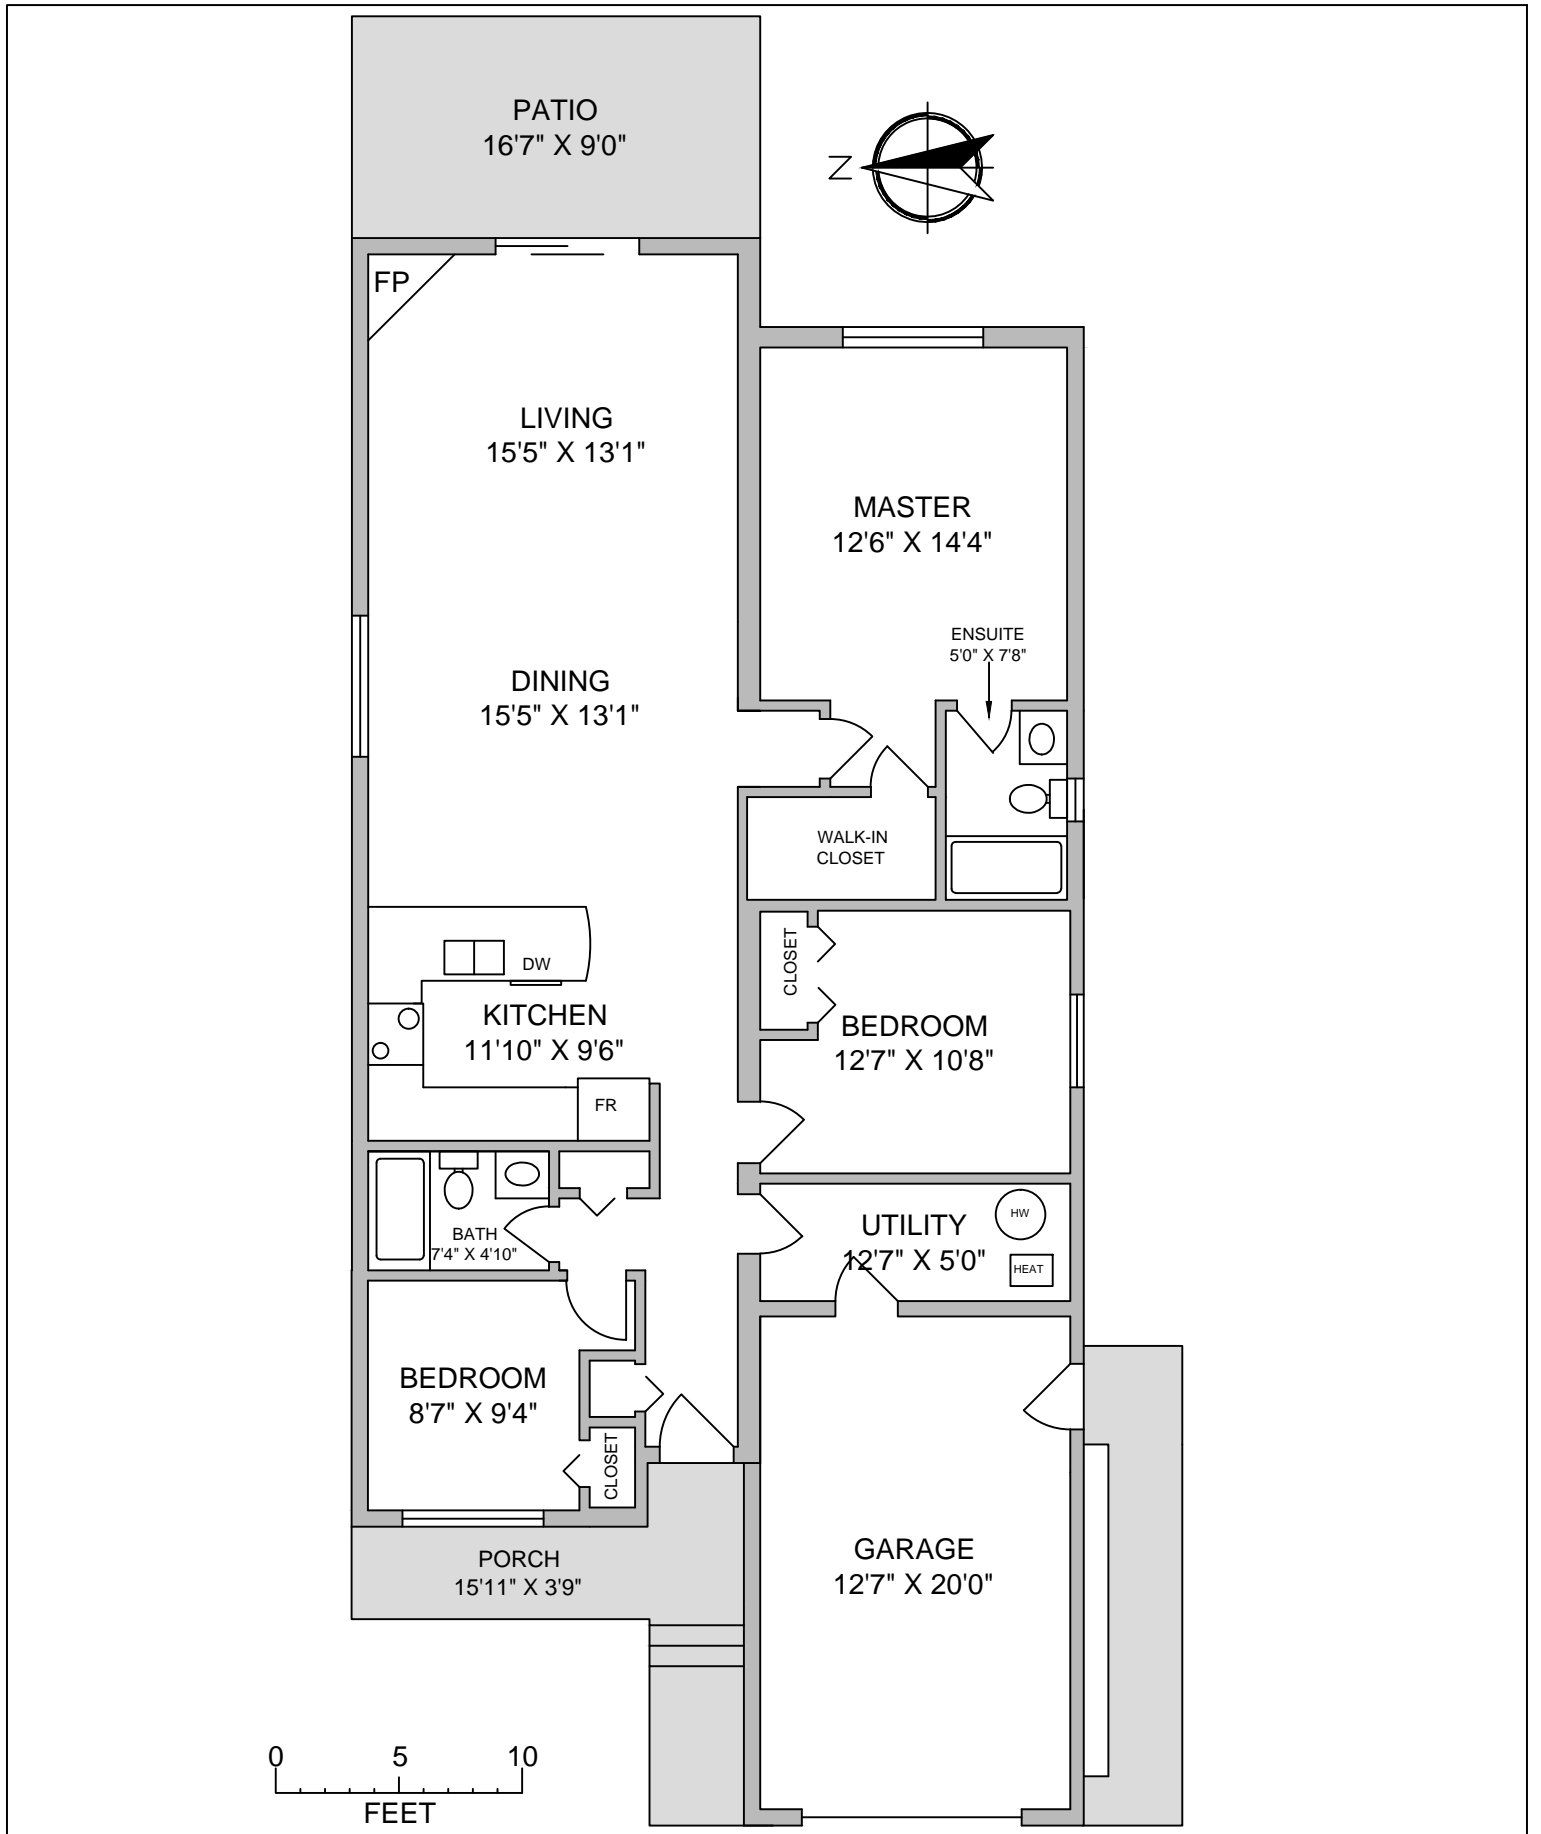 PATIO
16'7" X 9'0"
N
FP
LIVING
15'5" X 13'1"
MASTER
12'6" X 14'4"
ENSUITE
5'0" X 7'8"
DINING
15'5" X 13'1"
WALK-IN
CLOSET
CLOSET
DW
KITCHEN
11'10" X 9'6"
BEDROOM
12'7" X 10'8"
FR
UTILITY
12'7" X 5'0"
HW
HEAT
BATH
7'4" X 4'10"
BEDROOM
8'7" X 9'4"
CLOSET
PORCH
15'11" X 3'9"
GARAGE
12'7" X 20'0"
0 5 10
FEET